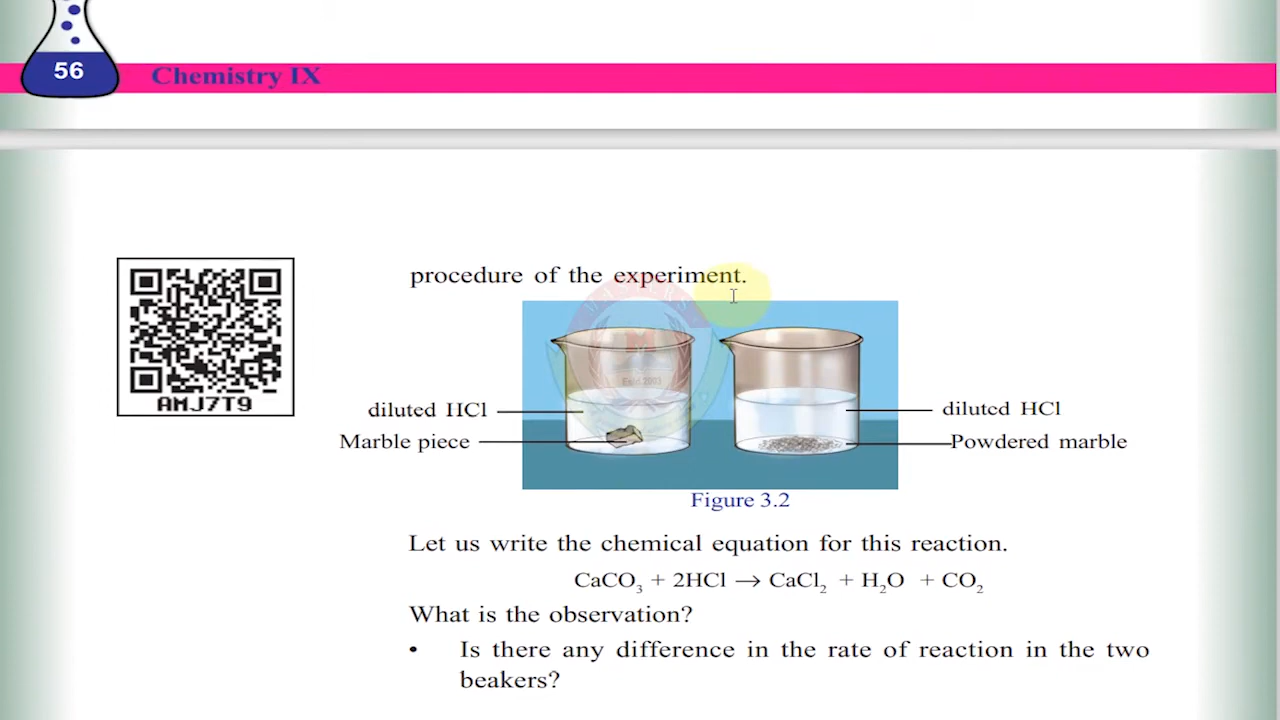 56
Chemistry IX
procedure of the experiment.
Estd.2003
diluted HCl
diluted HCl
Marble piece
Powdered marble
AMJ7T9
Figure 3.2
Let us write the chemical equation for this reaction.
CaCO₃ + 2HCl → CaCl₂ + H₂O + CO₂
What is the observation?
• Is there any difference in the rate of reaction in the two
beakers?